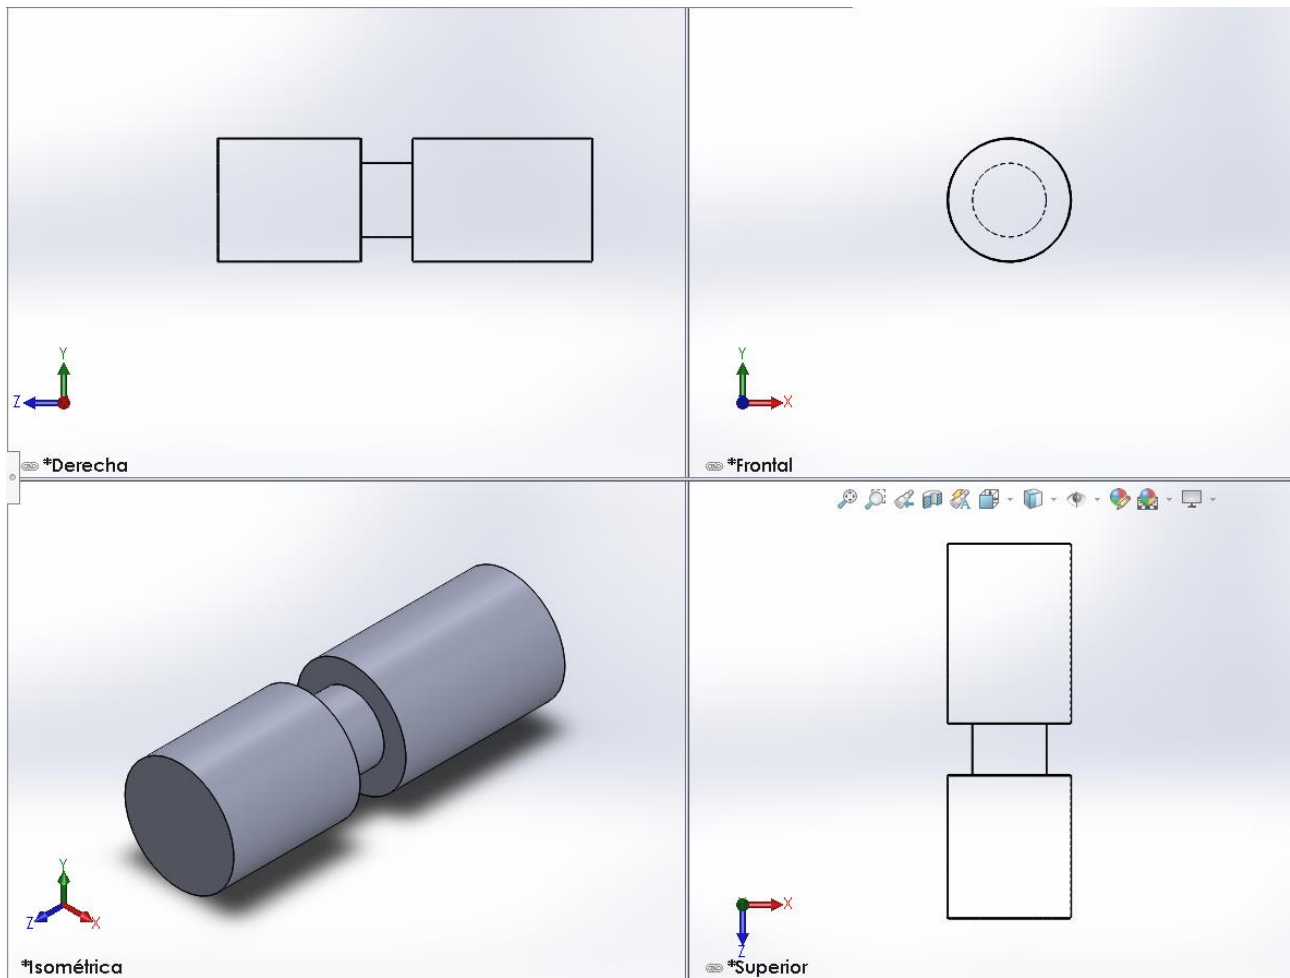 Y
Z
*Derecha
Y
X
*Frontal
Y
Z
X
*Isométrica
X
Z
*Superior